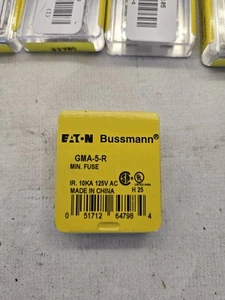 EATON Bussmann®
GMA-5-R
MIN. FUSE
IR. 10KA 125V AC
MADE IN CHINA
H 25
0 51712 64798 4